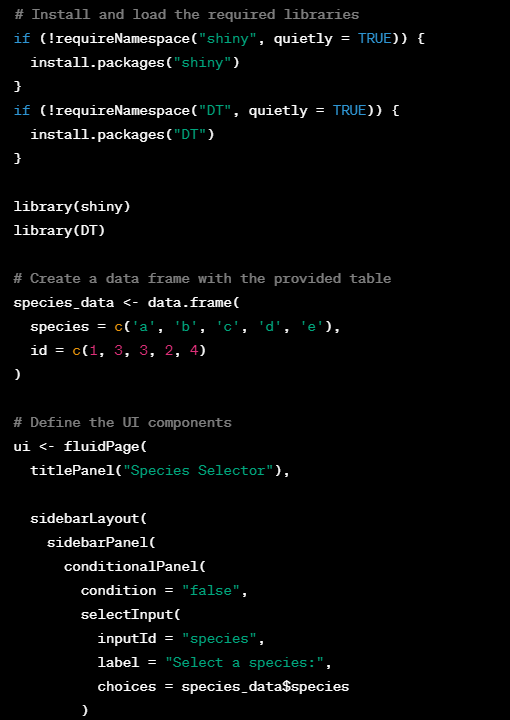 # Install and load the required libraries
if (!requireNamespace("shiny", quietly = TRUE)) {
  install.packages("shiny")
}
if (!requireNamespace("DT", quietly = TRUE)) {
  install.packages("DT")
}

library(shiny)
library(DT)

# Create a data frame with the provided table
species_data <- data.frame(
  species = c('a', 'b', 'c', 'd', 'e'),
  id = c(1, 3, 3, 2, 4)
)

# Define the UI components
ui <- fluidPage(
  titlePanel("Species Selector"),

  sidebarLayout(
    sidebarPanel(
      conditionalPanel(
        condition = "false",
        selectInput(
          inputId = "species",
          label = "Select a species:",
          choices = species_data$species
        )